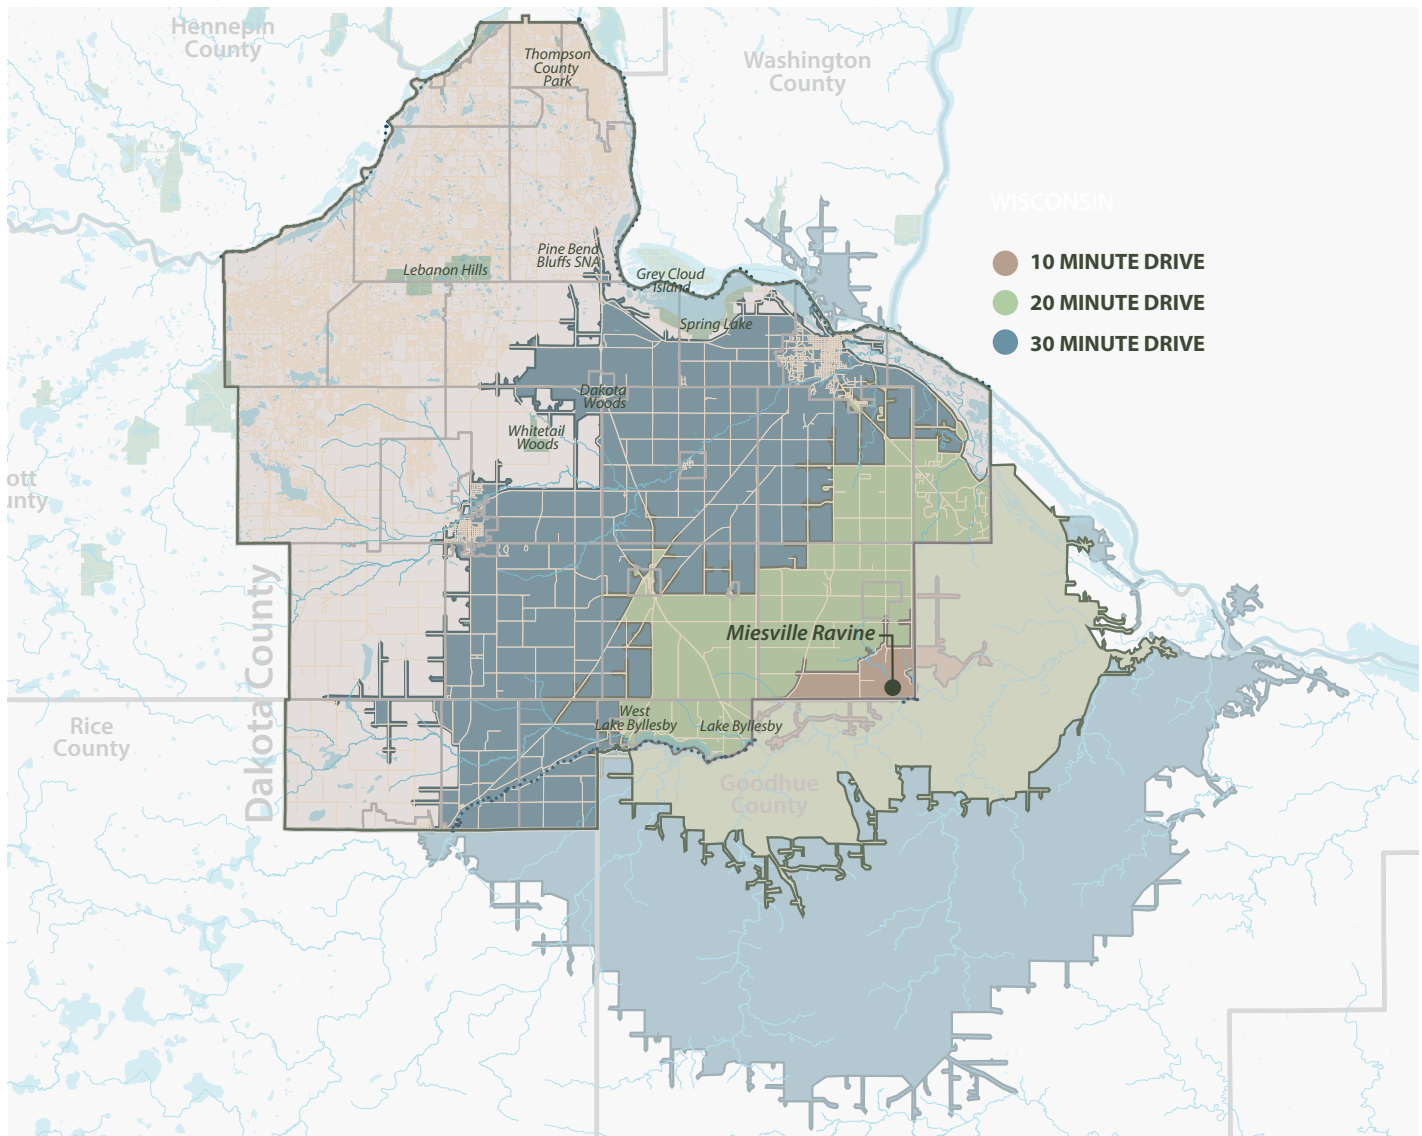 Hennepin
County
Thompson
County
Park
Washington
County
WISCONSIN
Pine Bend
Bluffs SNA
Lebanon Hills
Grey Cloud
Island
10 MINUTE DRIVE
20 MINUTE DRIVE
30 MINUTE DRIVE
Spring Lake
Dakota
Woods
Whitetail
Woods
ott
unty
Dakota County
Miesville Ravine
West
Lake Byllesby
Lake Byllesby
Rice
County
Goodhue
County